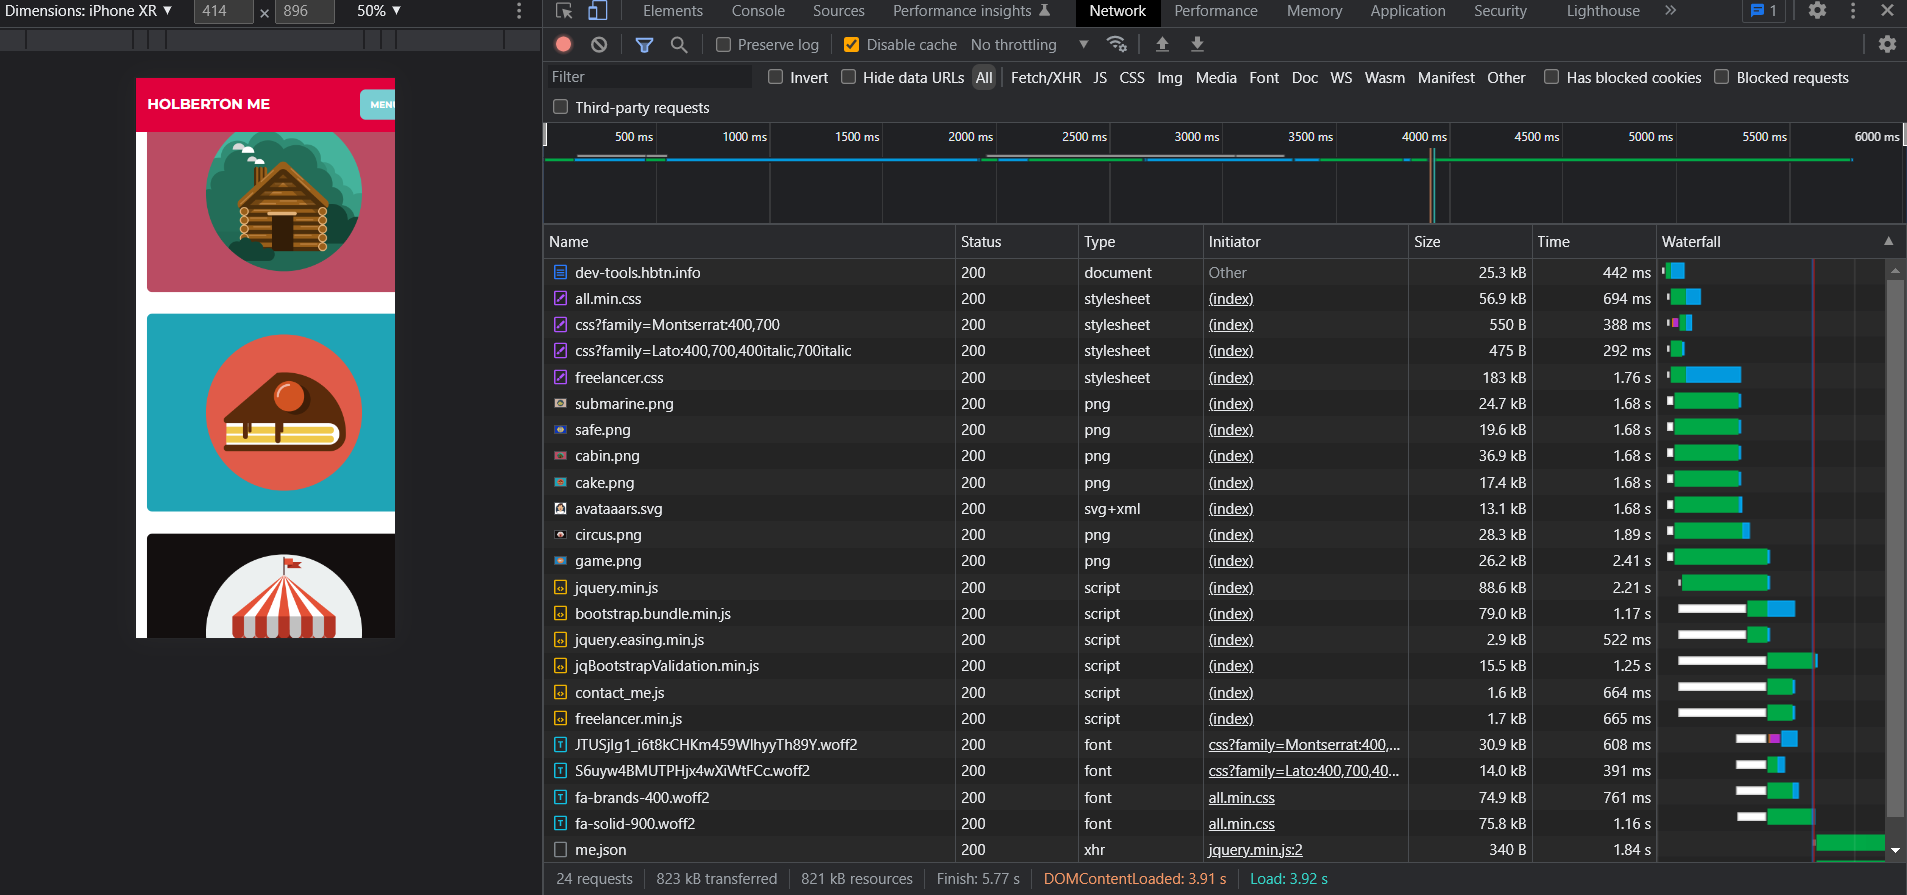 Dimensions: iPhone XR ▼ 414 × 896 50% ▼
Elements Console Sources Performance insights Network Performance Memory Application Security Lighthouse » 1
Preserve log Disable cache No throttling ▼
Filter Invert Hide data URLs All Fetch/XHR JS CSS Img Media Font Doc WS Wasm Manifest Other Has blocked cookies Blocked requests
Third-party requests
HOLBERTON ME MENU
500 ms 1000 ms 1500 ms 2000 ms 2500 ms 3000 ms 3500 ms 4000 ms 4500 ms 5000 ms 5500 ms 6000 ms
Name Status Type Initiator Size Time Waterfall
dev-tools.hbtn.info 200 document Other 25.3 kB 442 ms
all.min.css 200 stylesheet (index) 56.9 kB 694 ms
css?family=Montserrat:400,700 200 stylesheet (index) 550 B 388 ms
css?family=Lato:400,700,400italic,700italic 200 stylesheet (index) 475 B 292 ms
freelancer.css 200 stylesheet (index) 183 kB 1.76 s
submarine.png 200 png (index) 24.7 kB 1.68 s
safe.png 200 png (index) 19.6 kB 1.68 s
cabin.png 200 png (index) 36.9 kB 1.68 s
cake.png 200 png (index) 17.4 kB 1.68 s
avataaars.svg 200 svg+xml (index) 13.1 kB 1.68 s
circus.png 200 png (index) 28.3 kB 1.89 s
game.png 200 png (index) 26.2 kB 2.41 s
jquery.min.js 200 script (index) 88.6 kB 2.21 s
bootstrap.bundle.min.js 200 script (index) 79.0 kB 1.17 s
jquery.easing.min.js 200 script (index) 2.9 kB 522 ms
jqBootstrapValidation.min.js 200 script (index) 15.5 kB 1.25 s
contact_me.js 200 script (index) 1.6 kB 664 ms
freelancer.min.js 200 script (index) 1.7 kB 665 ms
JTUSjIg1_i6t8kCHKm459WlhyyTh89Y.woff2 200 font css?family=Montserrat:400,... 30.9 kB 608 ms
S6uyw4BMUTPHjx4wXiWtFCc.woff2 200 font css?family=Lato:400,700,40... 14.0 kB 391 ms
fa-brands-400.woff2 200 font all.min.css 74.9 kB 761 ms
fa-solid-900.woff2 200 font all.min.css 75.8 kB 1.16 s
me.json 200 xhr jquery.min.js:2 340 B 1.84 s
24 requests 823 kB transferred 821 kB resources Finish: 5.77 s DOMContentLoaded: 3.91 s Load: 3.92 s